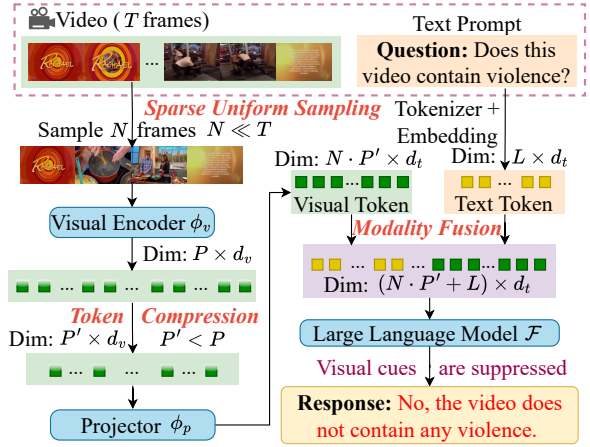 Video (T frames)
RACHAEL
...
Text Prompt
Question: Does this
video contain violence?
Sparse Uniform Sampling
Sample N frames N ≪ T
Tokenizer +
Embedding
Dim: N · P′ × d_t
Dim: L × d_t
... ...
Visual Token
Text Token
Visual Encoder ϕ_v
Modality Fusion
Dim: P × d_v
... ... ... ...
... ... ... ...
Dim: (N · P′ + L) × d_t
Token Compression
Dim: P′ × d_v P′ < P
Large Language Model F
... ... ...
Visual cues are suppressed
Projector ϕ_p
Response: No, the video does
not contain any violence.